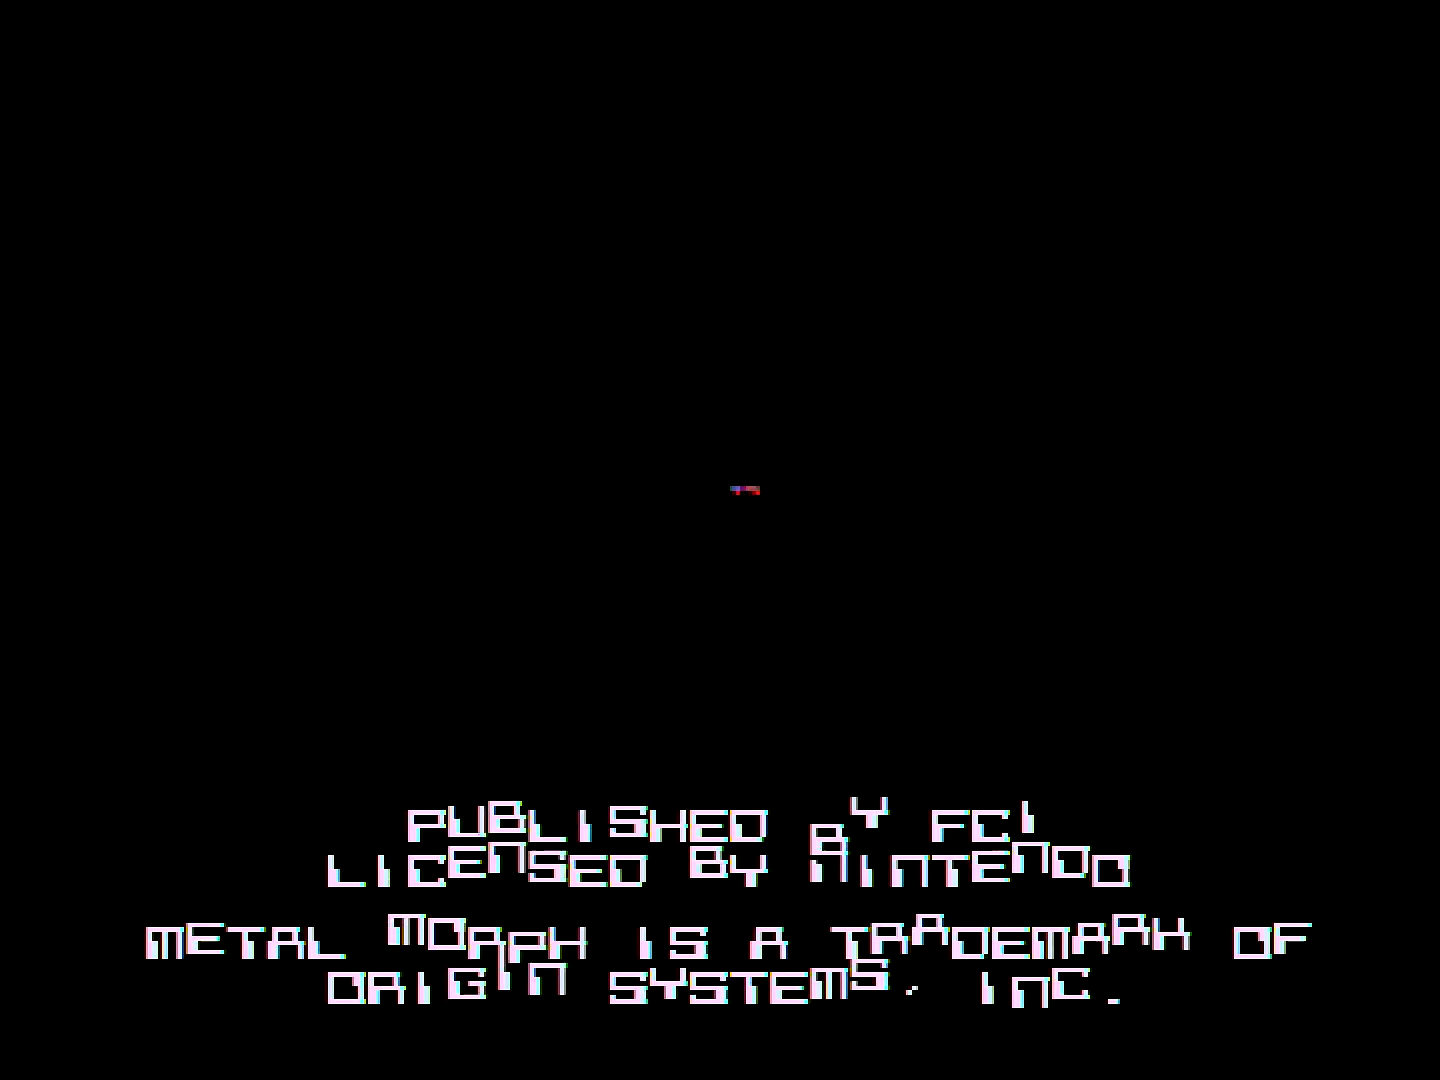 PUBLISHED BY FCI
LICENSED BY NINTENDO
METAL MORPH IS A TRADEMARK OF
ORIGIN SYSTEMS, INC.